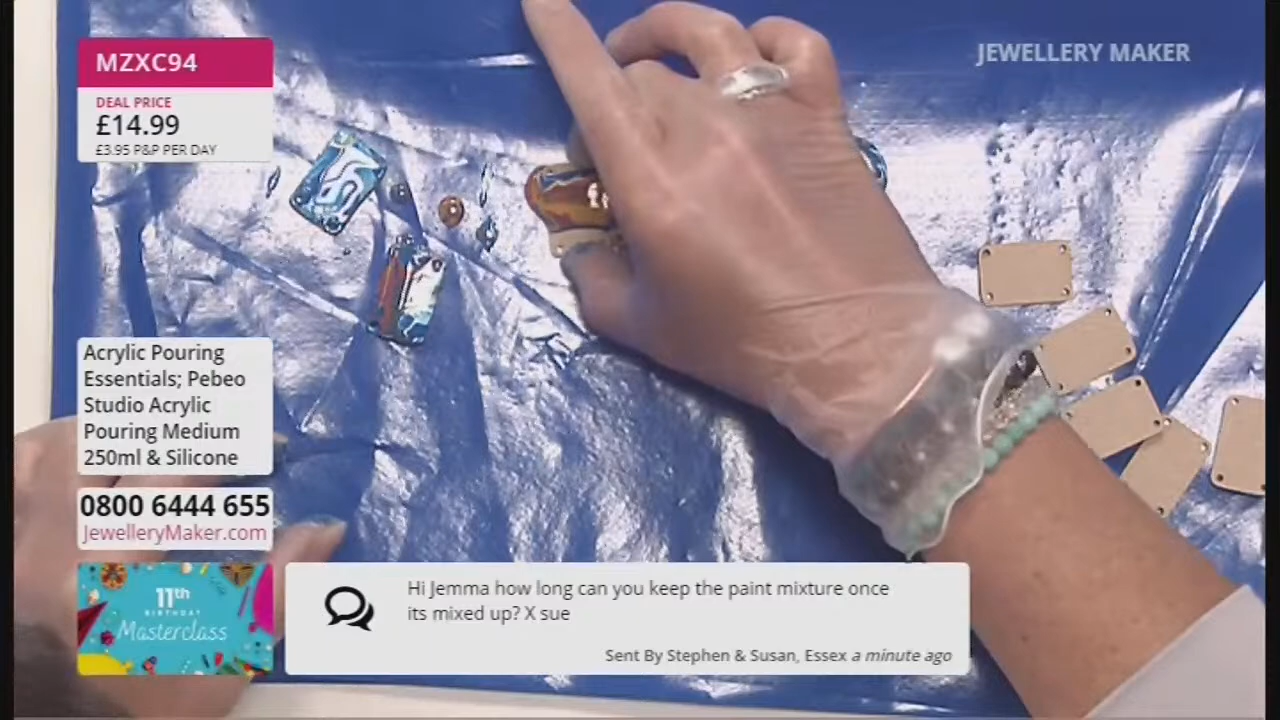 MZXC94
DEAL PRICE
£14.99
£3.95 P&P PER DAY
JEWELLERY MAKER
Acrylic Pouring
Essentials; Pebeo
Studio Acrylic
Pouring Medium
250ml & Silicone
0800 6444 655
JewelleryMaker.com
11th
BIRTHDAY
Masterclass
Hi Jemma how long can you keep the paint mixture once
its mixed up? X sue
Sent By Stephen & Susan, Essex a minute ago